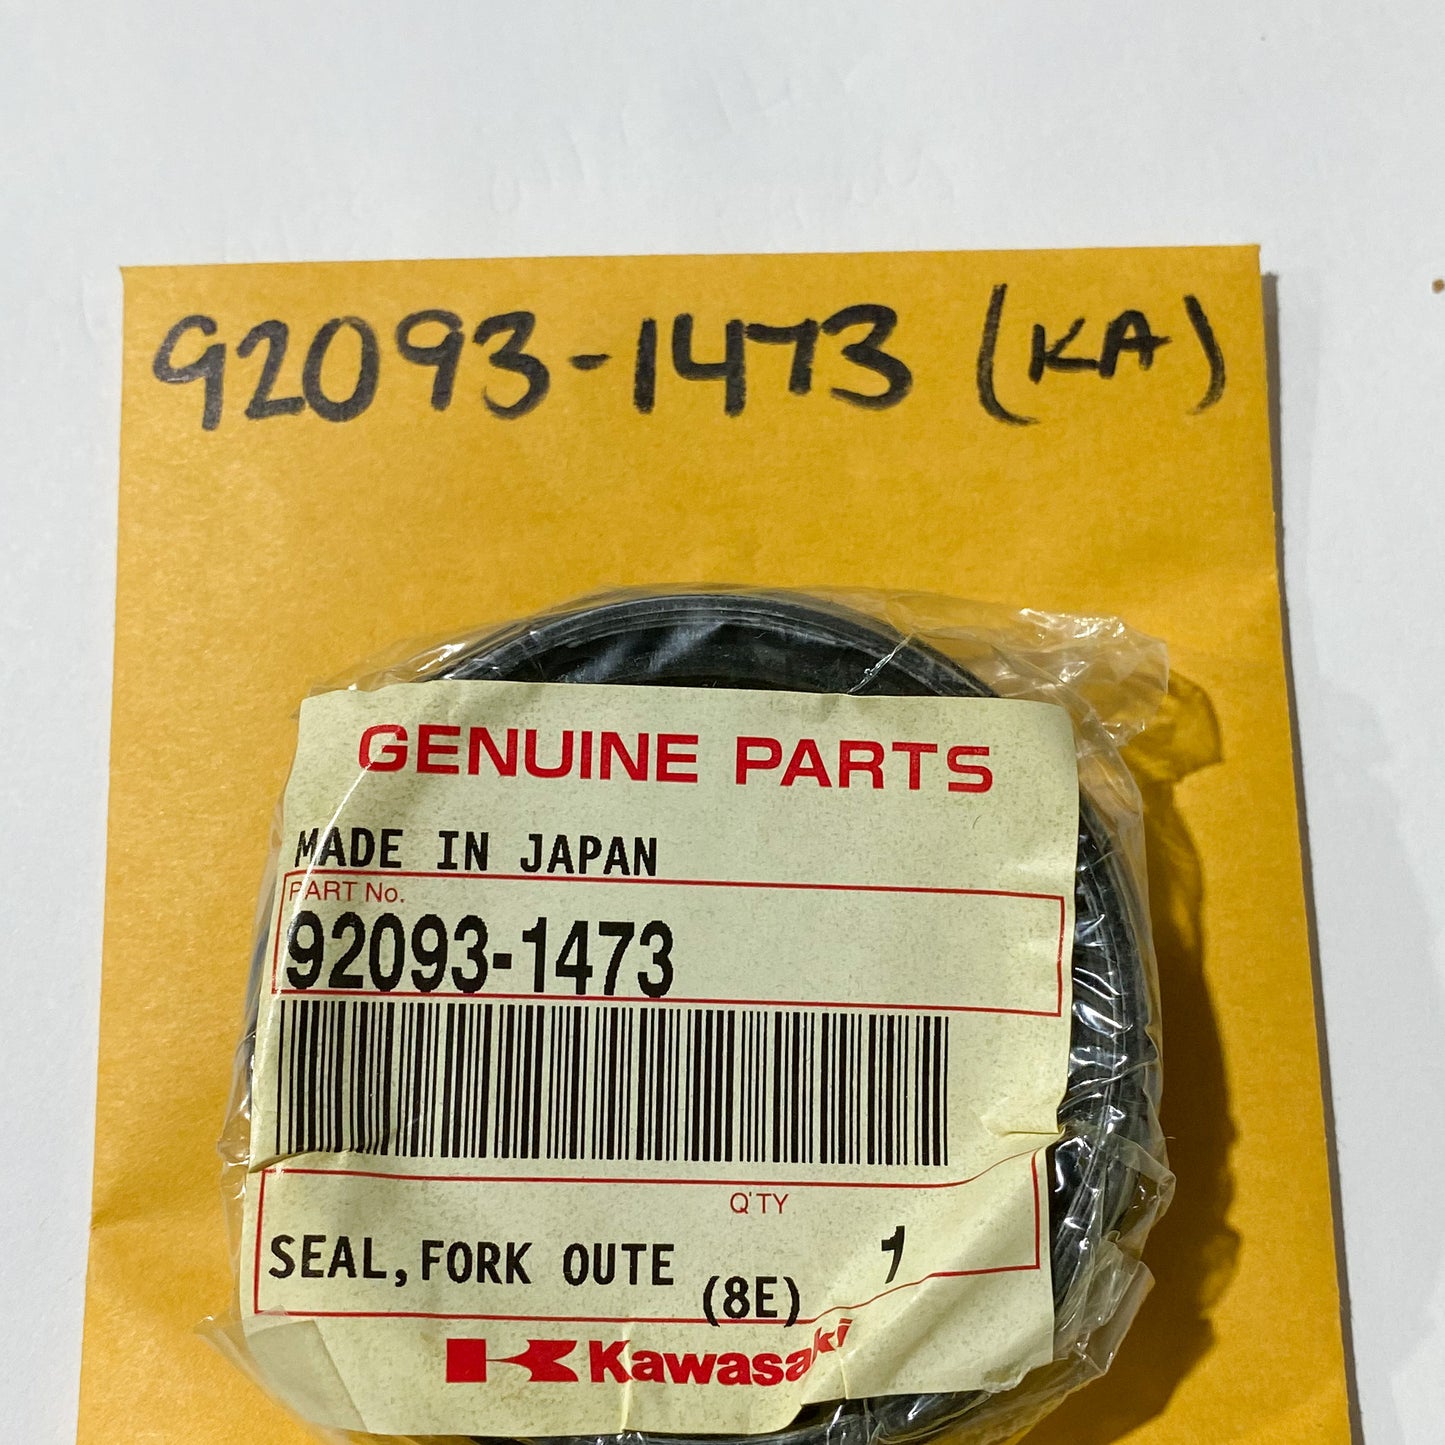 92093-1473 (KA)
GENUINE PARTS
MADE IN JAPAN
PART No.
92093-1473
Q'TY
SEAL, FORK OUTE (8E) 1
Kawasaki